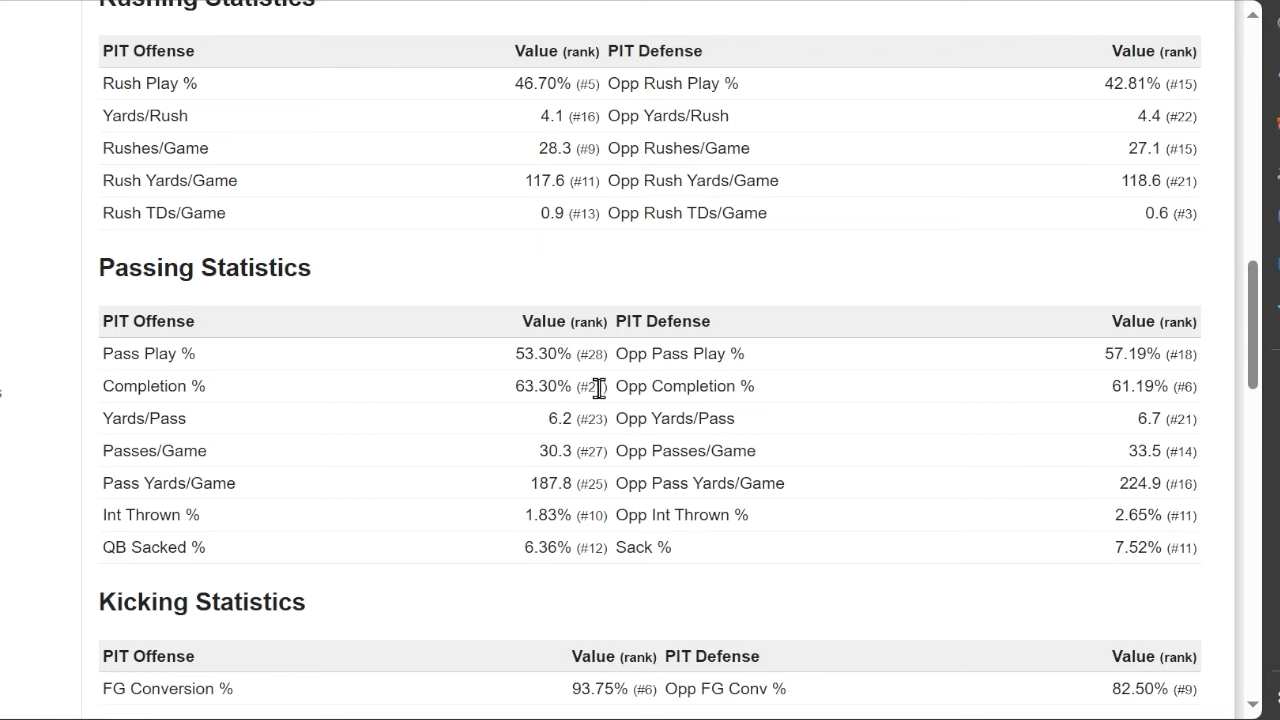 Rushing Statistics
PIT Offense Value (rank) PIT Defense Value (rank)
Rush Play % 46.70% (#5) Opp Rush Play % 42.81% (#15)
Yards/Rush 4.1 (#16) Opp Yards/Rush 4.4 (#22)
Rushes/Game 28.3 (#9) Opp Rushes/Game 27.1 (#15)
Rush Yards/Game 117.6 (#11) Opp Rush Yards/Game 118.6 (#21)
Rush TDs/Game 0.9 (#13) Opp Rush TDs/Game 0.6 (#3)
Passing Statistics
PIT Offense Value (rank) PIT Defense Value (rank)
Pass Play % 53.30% (#28) Opp Pass Play % 57.19% (#18)
Completion % 63.30% Opp Completion % 61.19% (#6)
Yards/Pass 6.2 (#23) Opp Yards/Pass 6.7 (#21)
Passes/Game 30.3 (#27) Opp Passes/Game 33.5 (#14)
Pass Yards/Game 187.8 (#25) Opp Pass Yards/Game 224.9 (#16)
Int Thrown % 1.83% (#10) Opp Int Thrown % 2.65% (#11)
QB Sacked % 6.36% (#12) Sack % 7.52% (#11)
Kicking Statistics
PIT Offense Value (rank) PIT Defense Value (rank)
FG Conversion % 93.75% (#6) Opp FG Conv % 82.50% (#9)